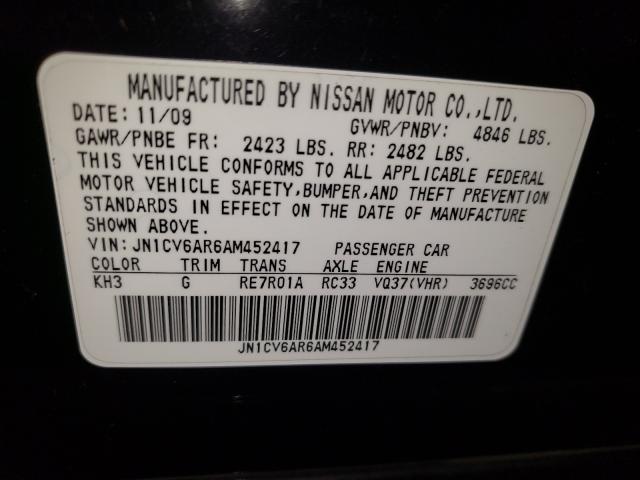 MANUFACTURED BY NISSAN MOTOR CO.,LTD.
DATE: 11/09 GVWR/PNBV: 4846 LBS.
GAWR/PNBE FR: 2423 LBS. RR: 2482 LBS.
THIS VEHICLE CONFORMS TO ALL APPLICABLE FEDERAL
MOTOR VEHICLE SAFETY,BUMPER,AND THEFT PREVENTION
STANDARDS IN EFFECT ON THE DATE OF MANUFACTURE
SHOWN ABOVE.
VIN:JN1CV6AR6AM452417 PASSENGER CAR
COLOR TRIM TRANS AXLE ENGINE
KH3 G RE7R01A RC33 VQ37(VHR) 3696CC
JN1CV6AR6AM452417